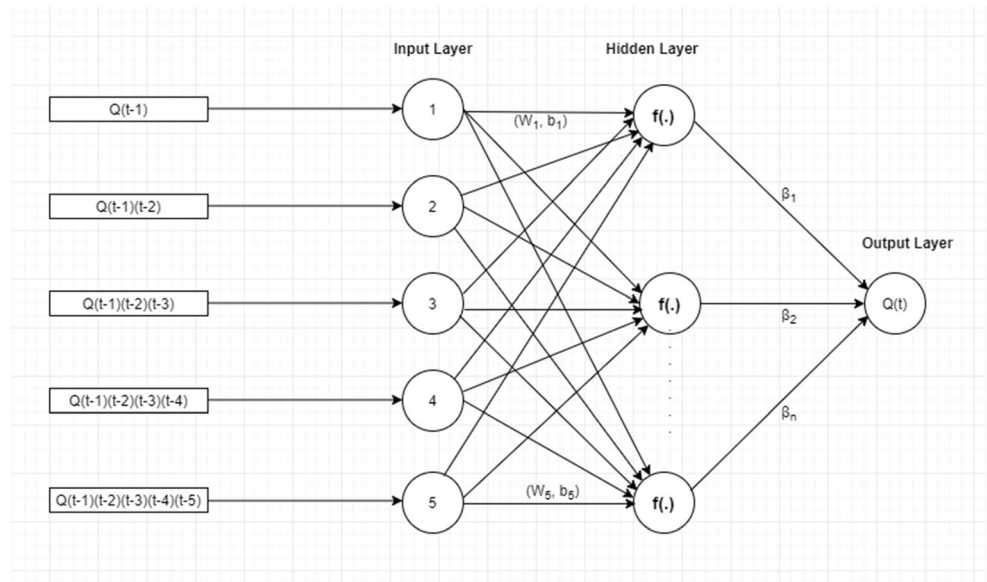 Input Layer
Hidden Layer
Q(t-1)
1
(W₁, b₁)
f(.)
Q(t-1)(t-2)
2
β₁
Output Layer
Q(t-1)(t-2)(t-3)
3
f(.)
β₂
Q(t)
Q(t-1)(t-2)(t-3)(t-4)
4
βₙ
Q(t-1)(t-2)(t-3)(t-4)(t-5)
5
(W₅, b₅)
f(.)